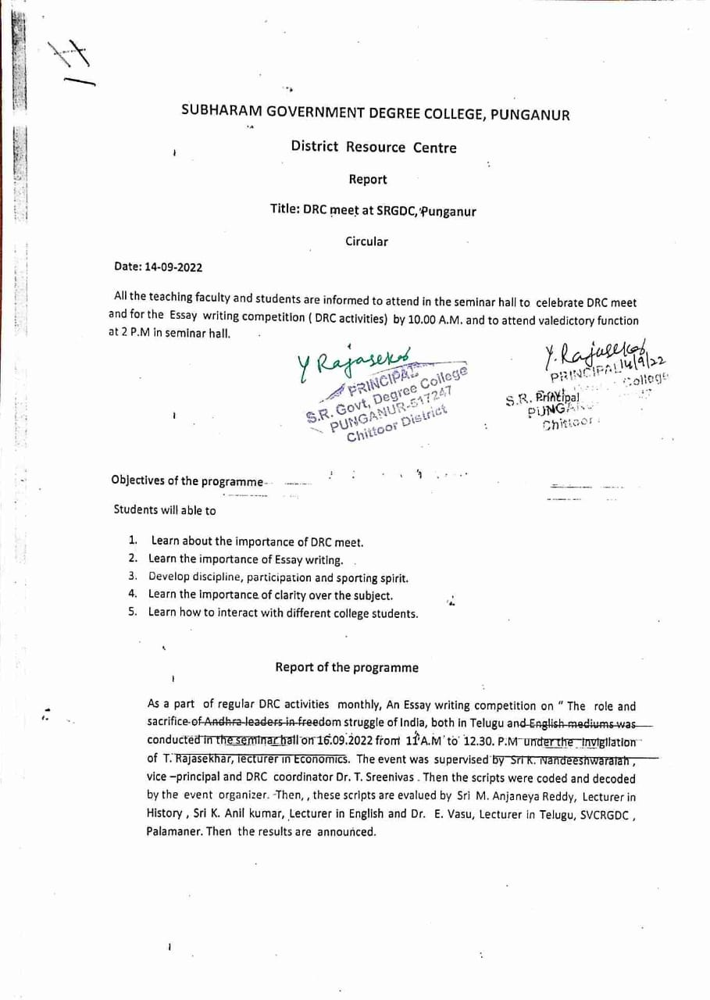 SUBHARAM GOVERNMENT DEGREE COLLEGE, PUNGANUR
District Resource Centre
Report
Title: DRC meet at SRGDC, Punganur
Circular
Date: 14-09-2022
All the teaching faculty and students are informed to attend in the seminar hall to celebrate DRC meet
and for the Essay writing competition ( DRC activities) by 10.00 A.M. and to attend valedictory function
at 2 P.M in seminar hall.
Y Rajasekar
PRINCIPAL
S.R. Govt, Degree College
PUNGANUR-517247
Chittoor District
Y. Rajasekar
14/9/22
PRINCIPAL
College
S.R. Principal
Chittoor
Objectives of the programme
Students will able to
1. Learn about the importance of DRC meet.
2. Learn the importance of Essay writing.
3. Develop discipline, participation and sporting spirit.
4. Learn the importance of clarity over the subject.
5. Learn how to interact with different college students.
Report of the programme
As a part of regular DRC activities monthly, An Essay writing competition on “ The role and
sacrifice of Andhra leaders in freedom struggle of India, both in Telugu and English mediums was
conducted in the seminar hall on 16.09.2022 from 11 A.M to 12.30. P.M under the invigilation
of T. Rajasekhar, lecturer in Economics. The event was supervised by Sri K. Nandeeshwaraiah ,
vice –principal and DRC coordinator Dr. T. Sreenivas . Then the scripts were coded and decoded
by the event organizer. -Then, , these scripts are evalued by Sri M. Anjaneya Reddy, Lecturer in
History , Sri K. Anil kumar, Lecturer in English and Dr. E. Vasu, Lecturer in Telugu, SVCRGDC ,
Palamaner. Then the results are announced.